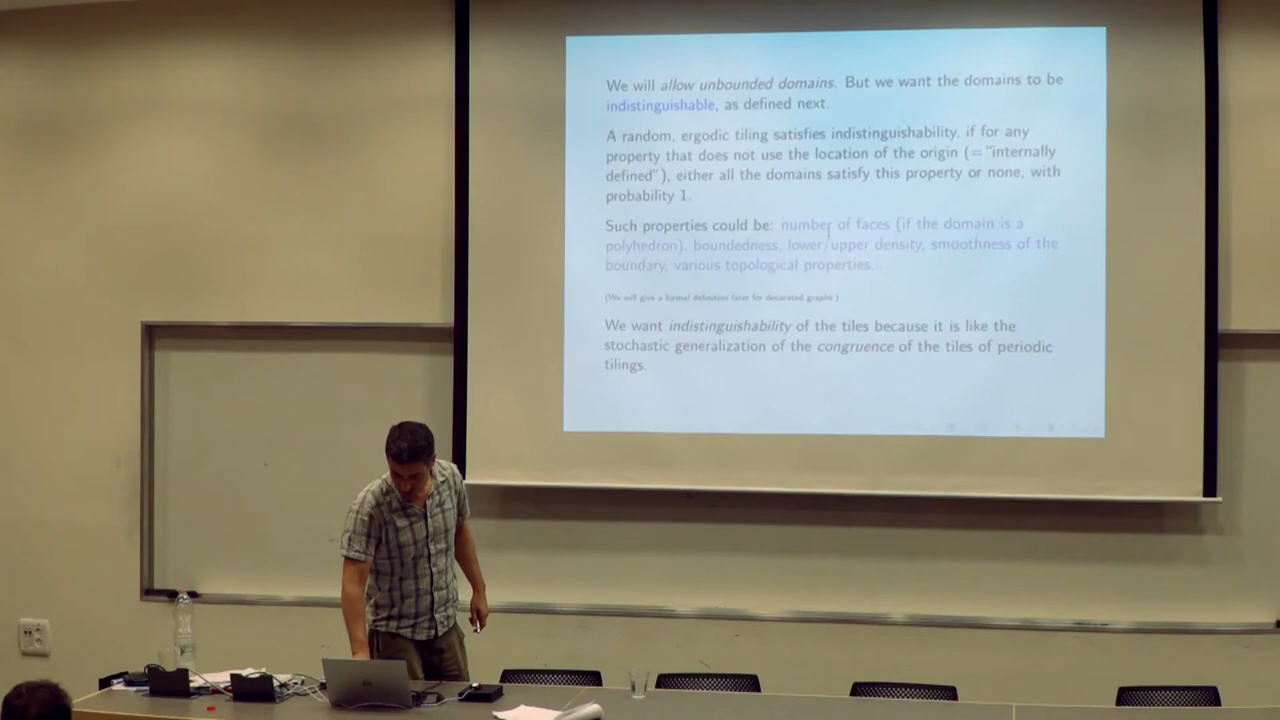 We will allow unbounded domains. But we want the domains to be
indistinguishable, as defined next.
A random, ergodic tiling satisfies indistinguishability, if for any
property that does not use the location of the origin (="internally
defined"), either all the domains satisfy this property or none, with
probability 1.
Such properties could be: number of faces (if the domain is a
polyhedron), boundedness, lower/upper density, smoothness of the
boundary, various topological properties...
(We will give a formal definition later for decorated graphs.)
We want indistinguishability of the tiles because it is like the
stochastic generalization of the congruence of the tiles of periodic
tilings.